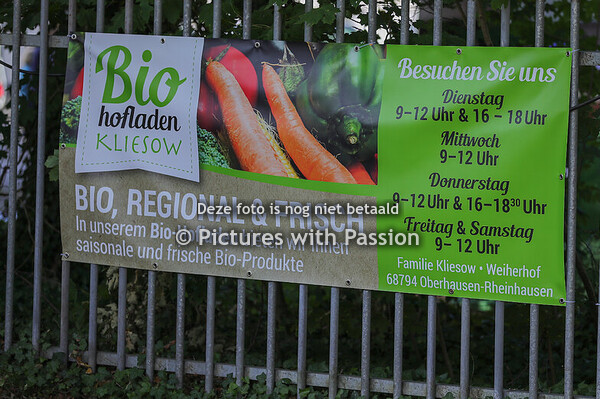 Bio
hofladen
KLIESOW
BIO, REGIONAL & FRISCH
In unserem Bio- wir Ihnen
saisonale und frische Bio-Produkte
Besuchen Sie uns
Dienstag
9–12 Uhr & 16 – 18 Uhr
Mittwoch
9–12 Uhr
Donnerstag
9–12 Uhr & 16–18³⁰ Uhr
Freitag & Samstag
9– 12 Uhr
Familie Kliesow • Weiherhof
68794 Oberhausen-Rheinhausen
Deze foto is nog niet betaald
© Pictures with Passion